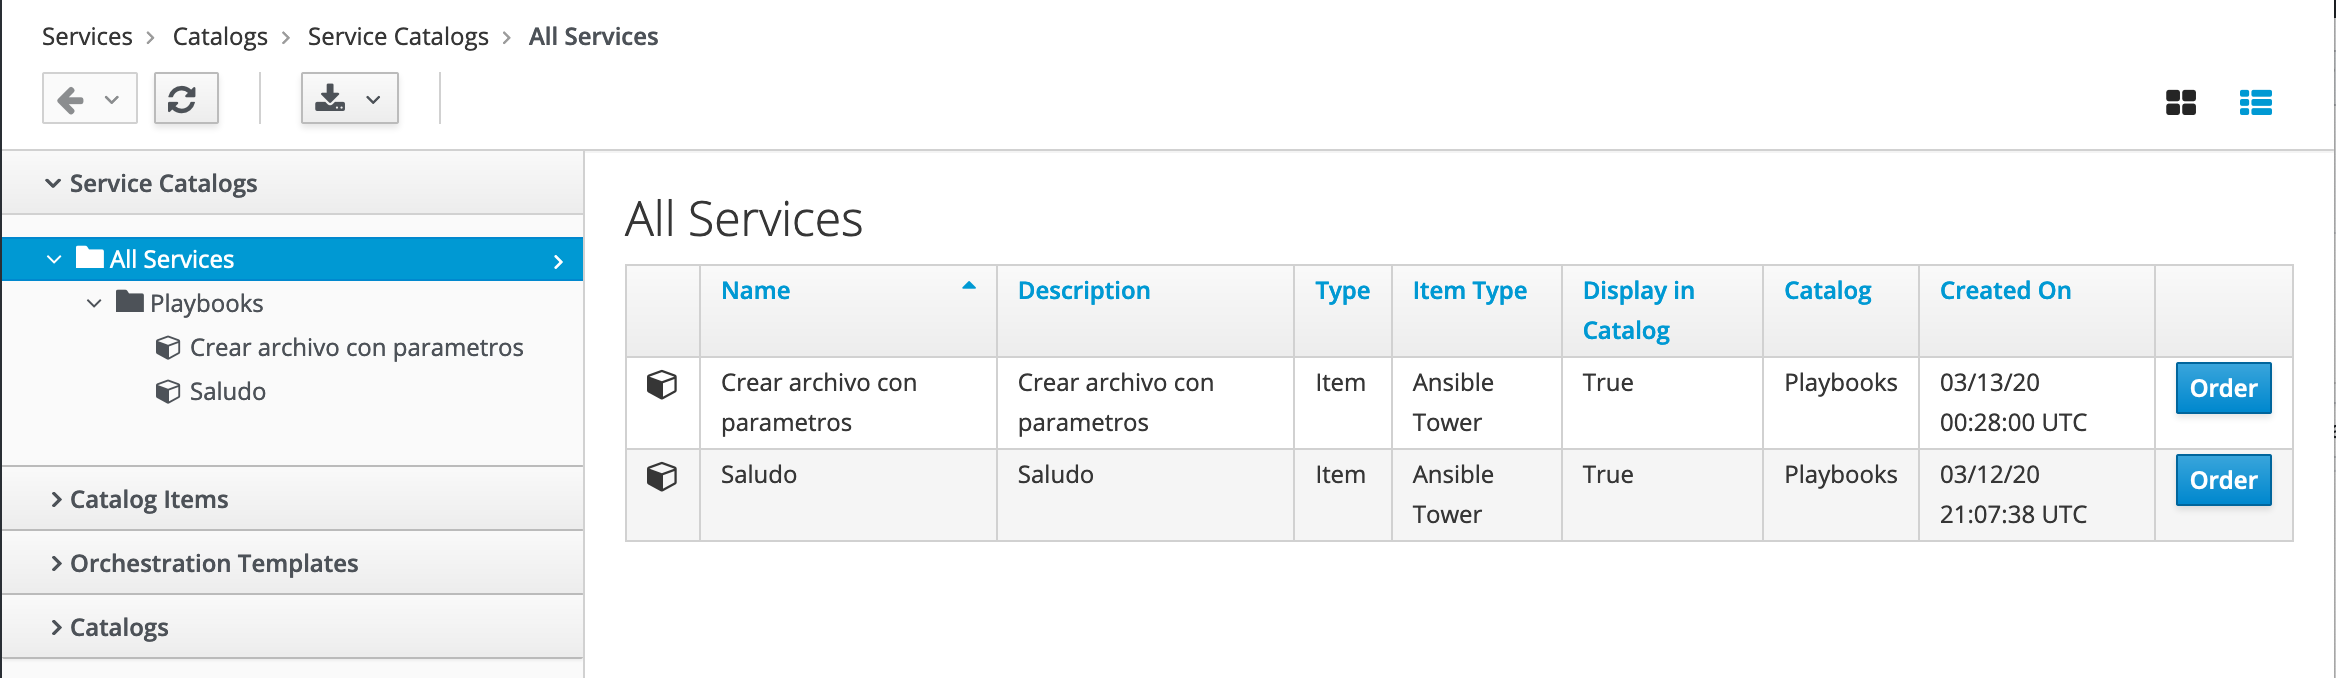 Services > Catalogs > Service Catalogs > All Services
Service Catalogs
All Services
Playbooks
Crear archivo con parametros
Saludo
Catalog Items
Orchestration Templates
Catalogs
All Services
Name Description Type Item Type Display in Catalog Catalog Created On
Crear archivo con parametros Crear archivo con parametros Item Ansible Tower True Playbooks 03/13/20 00:28:00 UTC Order
Saludo Saludo Item Ansible Tower True Playbooks 03/12/20 21:07:38 UTC Order